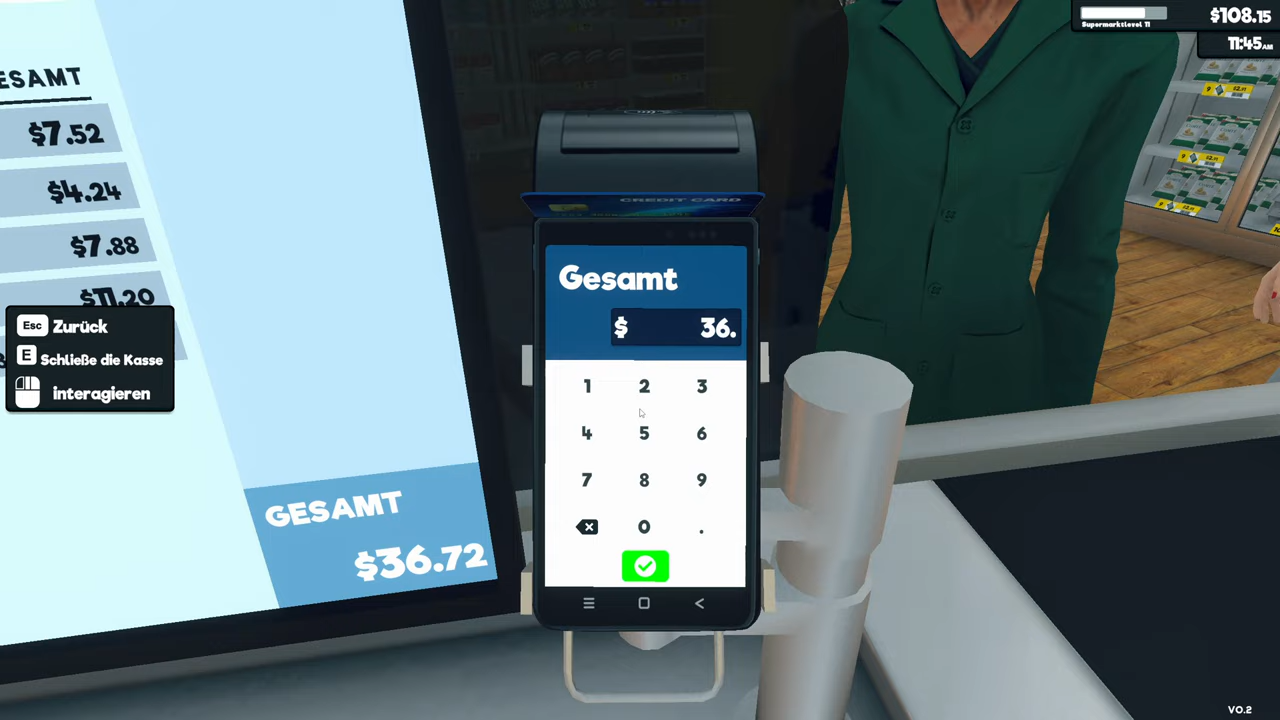 $108.15
Supermarktlevel 11
11:45AM
ESAMT
$7.52
$4.24
$7.88
$11.20
Esc Zurück
E Schließe die Kasse
interagieren
GESAMT
$36.72
CREDIT CARD
Gesamt
$ 36.
1 2 3
4 5 6
7 8 9
0 .
V0.2